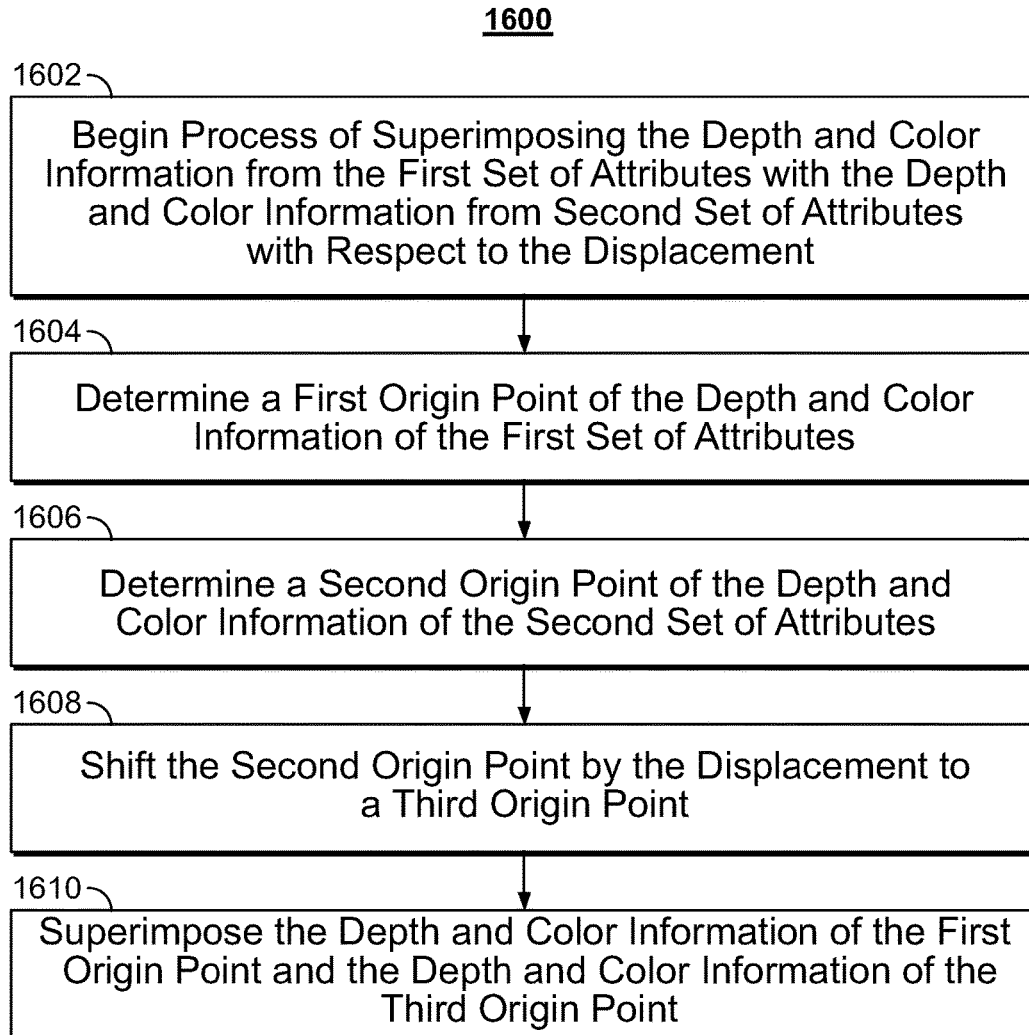 1600
1602
Begin Process of Superimposing the Depth and Color
Information from the First Set of Attributes with the Depth
and Color Information from Second Set of Attributes
with Respect to the Displacement
1604
Determine a First Origin Point of the Depth and Color
Information of the First Set of Attributes
1606
Determine a Second Origin Point of the Depth and
Color Information of the Second Set of Attributes
1608
Shift the Second Origin Point by the Displacement to
a Third Origin Point
1610
Superimpose the Depth and Color Information of the First
Origin Point and the Depth and Color Information of the
Third Origin Point